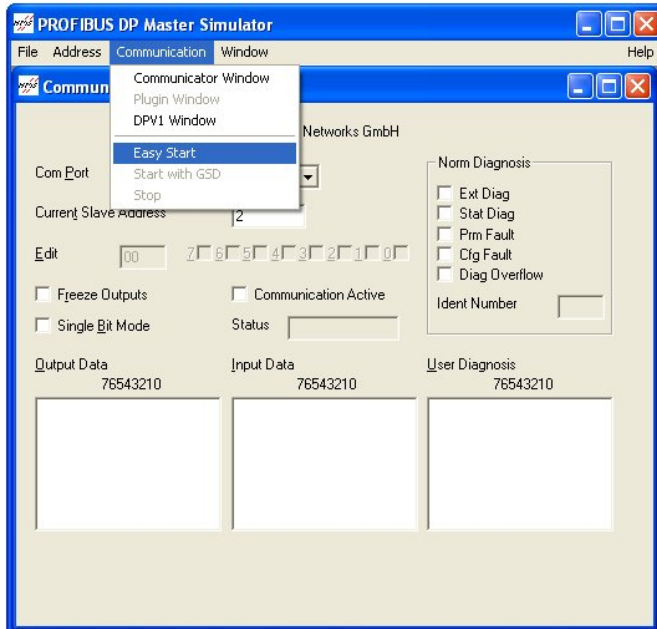 PROFIBUS DP Master Simulator
File Address Communication Window Help
Commun
Communicator Window
Plugin Window
DPV1 Window
Easy Start
Start with GSD
Stop
Networks GmbH
Com Port
Current Slave Address 2
Edit 00 7 6 5 4 3 2 1 0
Freeze Outputs Communication Active
Single Bit Mode Status
Norm Diagnosis
Ext Diag
Stat Diag
Prm Fault
Cfg Fault
Diag Overflow
Ident Number
Output Data Input Data User Diagnosis
76543210 76543210 76543210